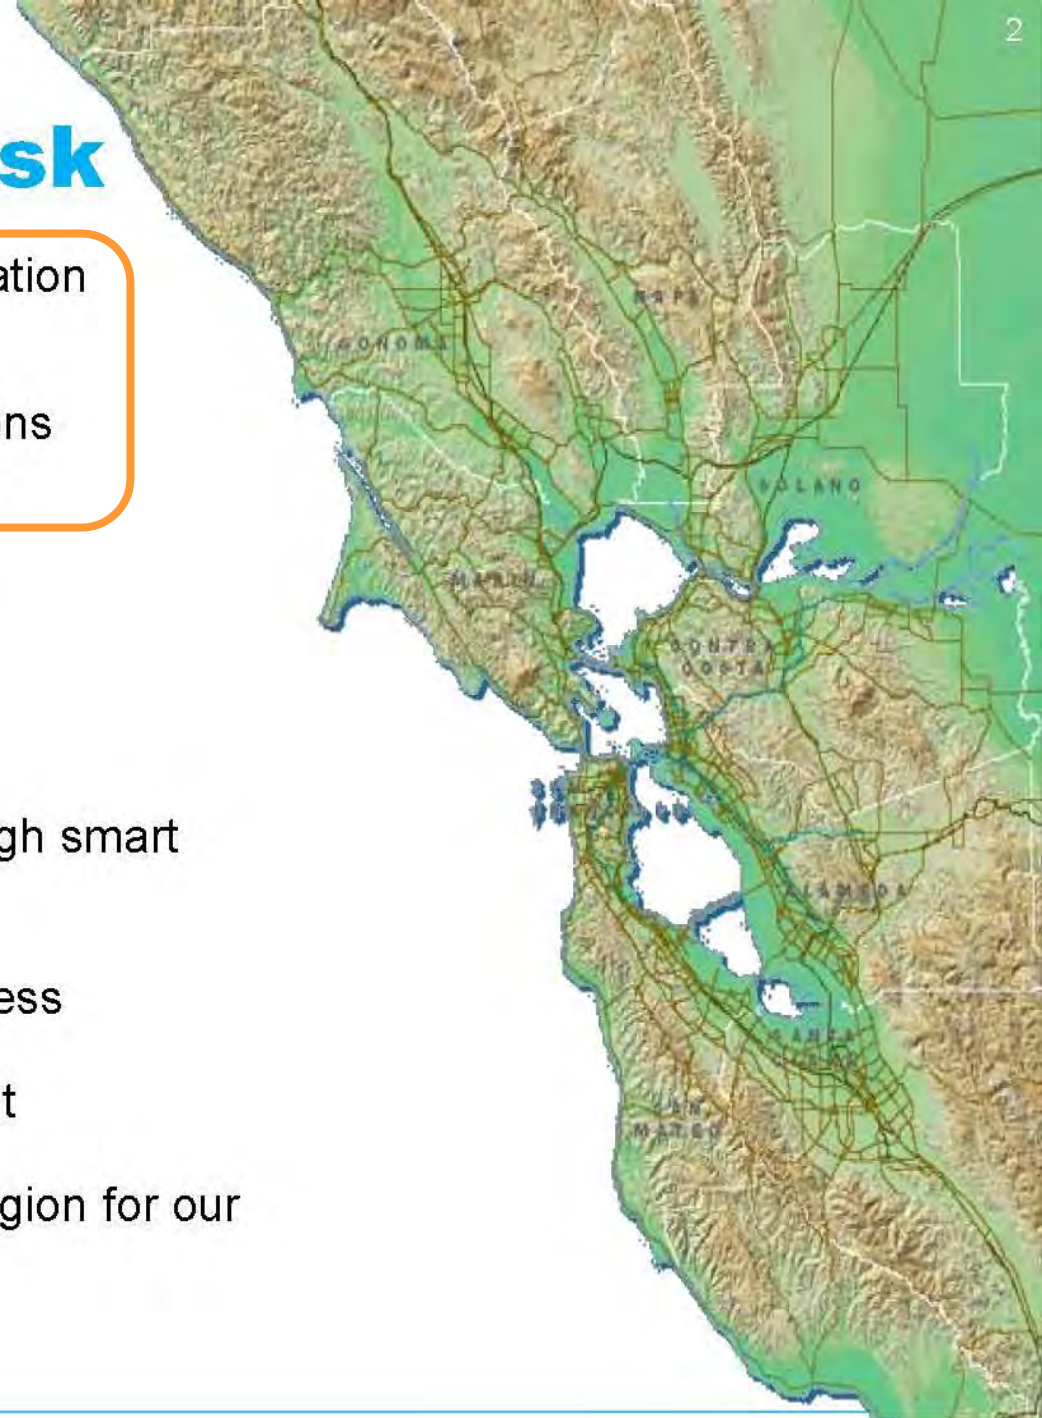 2
sk
ation
ns
gh smart
ess
t
gion for our
NAPA
SONOMA
SOLANO
MARIN
CONTRA
COSTA
ALAMEDA
SANTA
SAN
MATEO